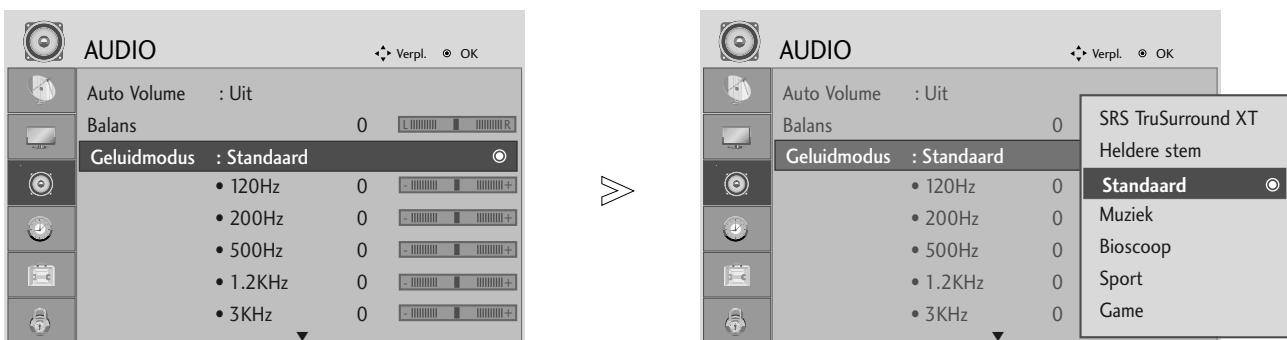 AUDIO
Verpl. OK
Auto Volume : Uit
Balans 0 L R
Geluidmodus : Standaard
• 120Hz 0 - +
• 200Hz 0 - +
• 500Hz 0 - +
• 1.2KHz 0 - +
• 3KHz 0 - +
AUDIO
Verpl. OK
Auto Volume : Uit
Balans 0
Geluidmodus : Standaard
• 120Hz 0
• 200Hz 0
• 500Hz 0
• 1.2KHz 0
• 3KHz 0
SRS TruSurround XT
Heldere stem
Standaard
Muziek
Bioscoop
Sport
Game